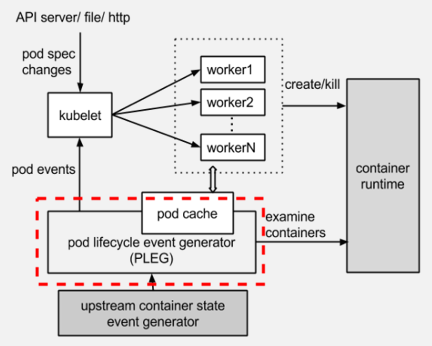 API server/ file/ http
pod spec
changes
kubelet
worker1
worker2
workerN
create/kill
container
runtime
pod events
pod cache
pod lifecycle event generator
(PLEG)
examine
containers
upstream container state
event generator